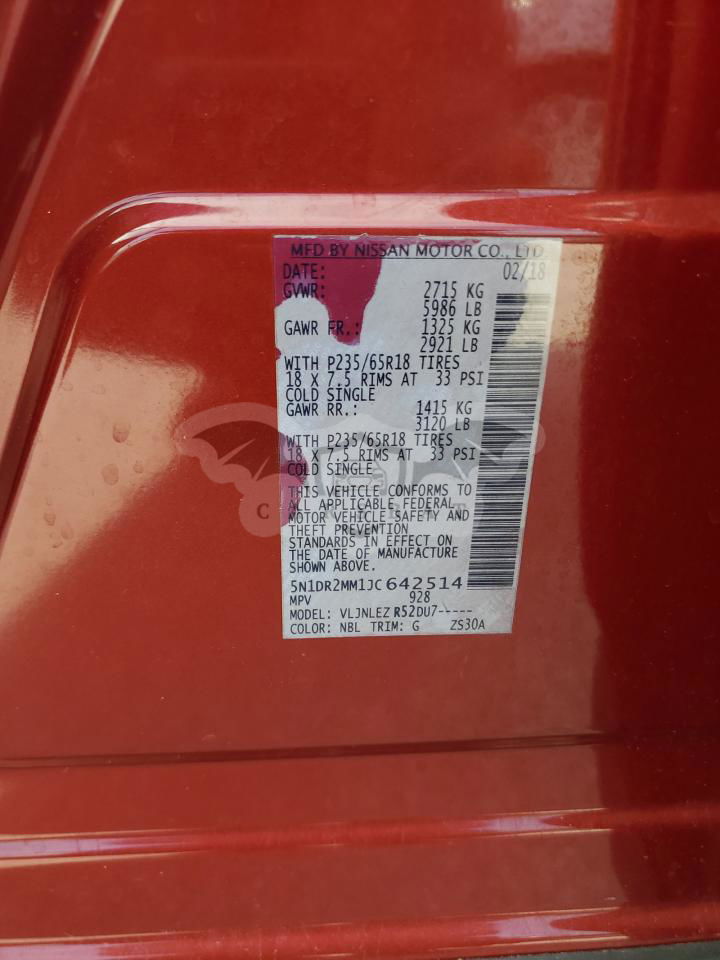 MFD BY NISSAN MOTOR CO., LTD.
DATE: 02/18
GVWR: 2715 KG
5986 LB
GAWR FR.: 1325 KG
2921 LB
WITH P235/65R18 TIRES
18 X 7.5 RIMS AT 33 PSI
COLD SINGLE
GAWR RR.: 1415 KG
3120 LB
WITH P235/65R18 TIRES
18 X 7.5 RIMS AT 33 PSI
COLD SINGLE
THIS VEHICLE CONFORMS TO
ALL APPLICABLE FEDERAL
MOTOR VEHICLE SAFETY AND
THEFT PREVENTION
STANDARDS IN EFFECT ON
THE DATE OF MANUFACTURE
SHOWN ABOVE.
5N1DR2MM1JC642514
MPV 928
MODEL: VLJNLEZ R52DU7-----
COLOR: NBL TRIM: G ZS30A